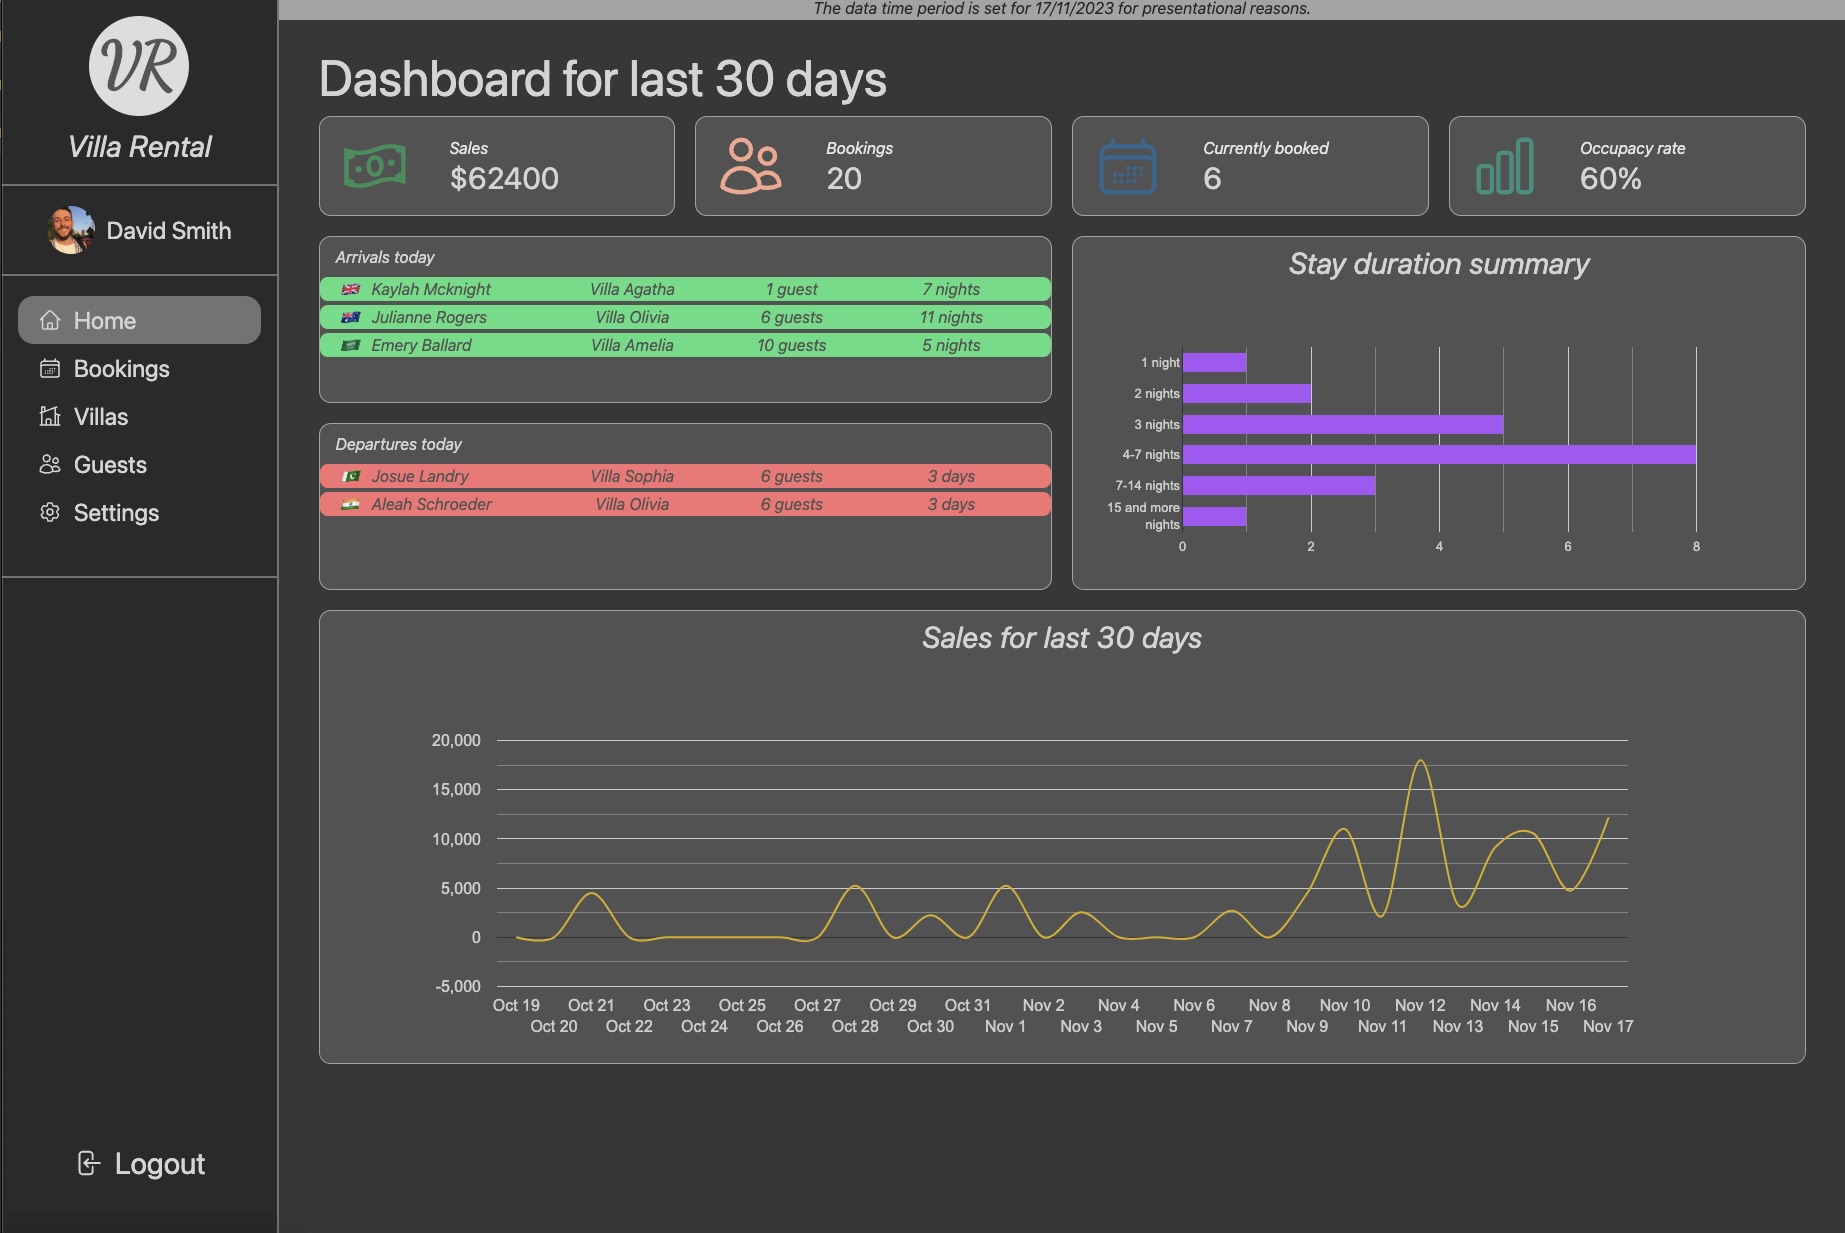 The data time period is set for 17/11/2023 for presentational reasons.
VR
Villa Rental
David Smith
Home
Bookings
Villas
Guests
Settings
Logout
Dashboard for last 30 days
Sales
$62400
Bookings
20
Currently booked
6
Occupacy rate
60%
Arrivals today
Kaylah Mcknight Villa Agatha 1 guest 7 nights
Julianne Rogers Villa Olivia 6 guests 11 nights
Emery Ballard Villa Amelia 10 guests 5 nights
Departures today
Josue Landry Villa Sophia 6 guests 3 days
Aleah Schroeder Villa Olivia 6 guests 3 days
Stay duration summary
1 night
2 nights
3 nights
4-7 nights
7-14 nights
15 and more
nights
0 2 4 6 8
Sales for last 30 days
20,000
15,000
10,000
5,000
0
-5,000
Oct 19 Oct 21 Oct 23 Oct 25 Oct 27 Oct 29 Oct 31 Nov 2 Nov 4 Nov 6 Nov 8 Nov 10 Nov 12 Nov 14 Nov 16
Oct 20 Oct 22 Oct 24 Oct 26 Oct 28 Oct 30 Nov 1 Nov 3 Nov 5 Nov 7 Nov 9 Nov 11 Nov 13 Nov 15 Nov 17